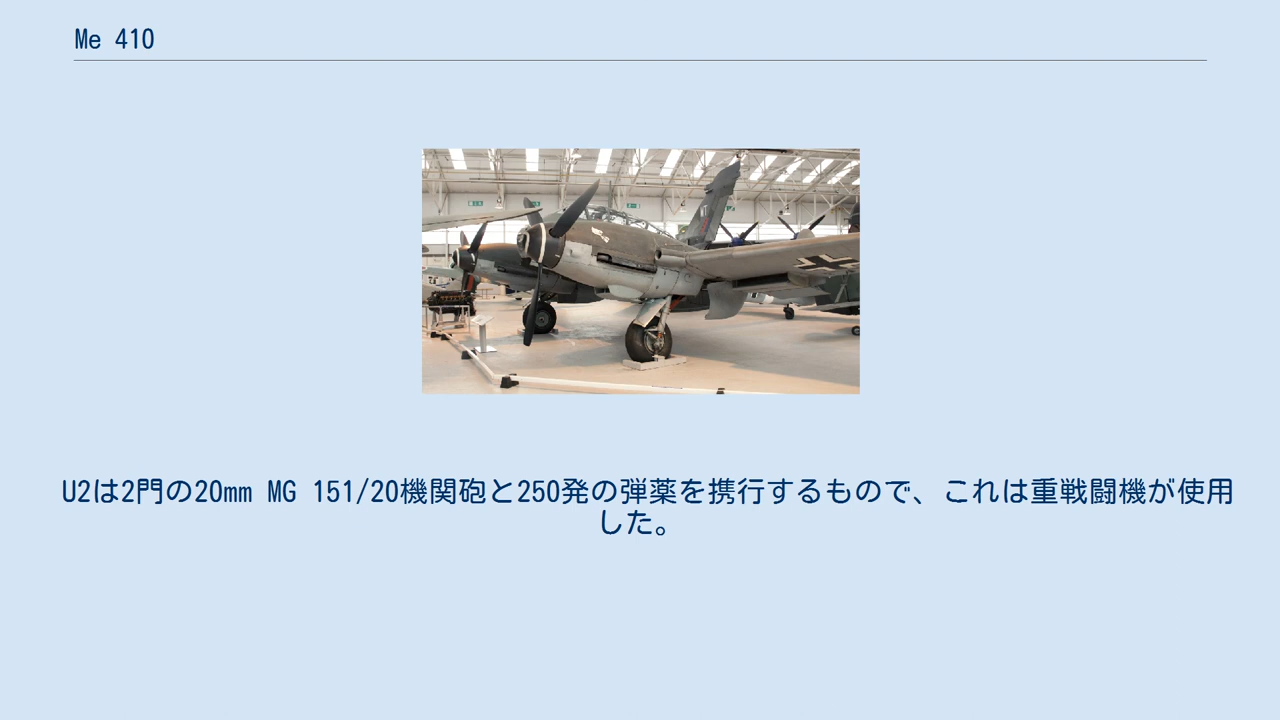 Me 410
U2は2門の20mm MG 151/20機関砲と250発の弾薬を携行するもので、これは重戦闘機が使用
した。